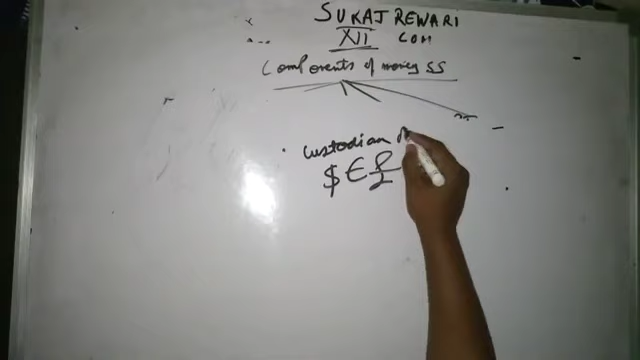 SURAJ REWARI
XII COM
Components of money SS
Custodian
$ € £